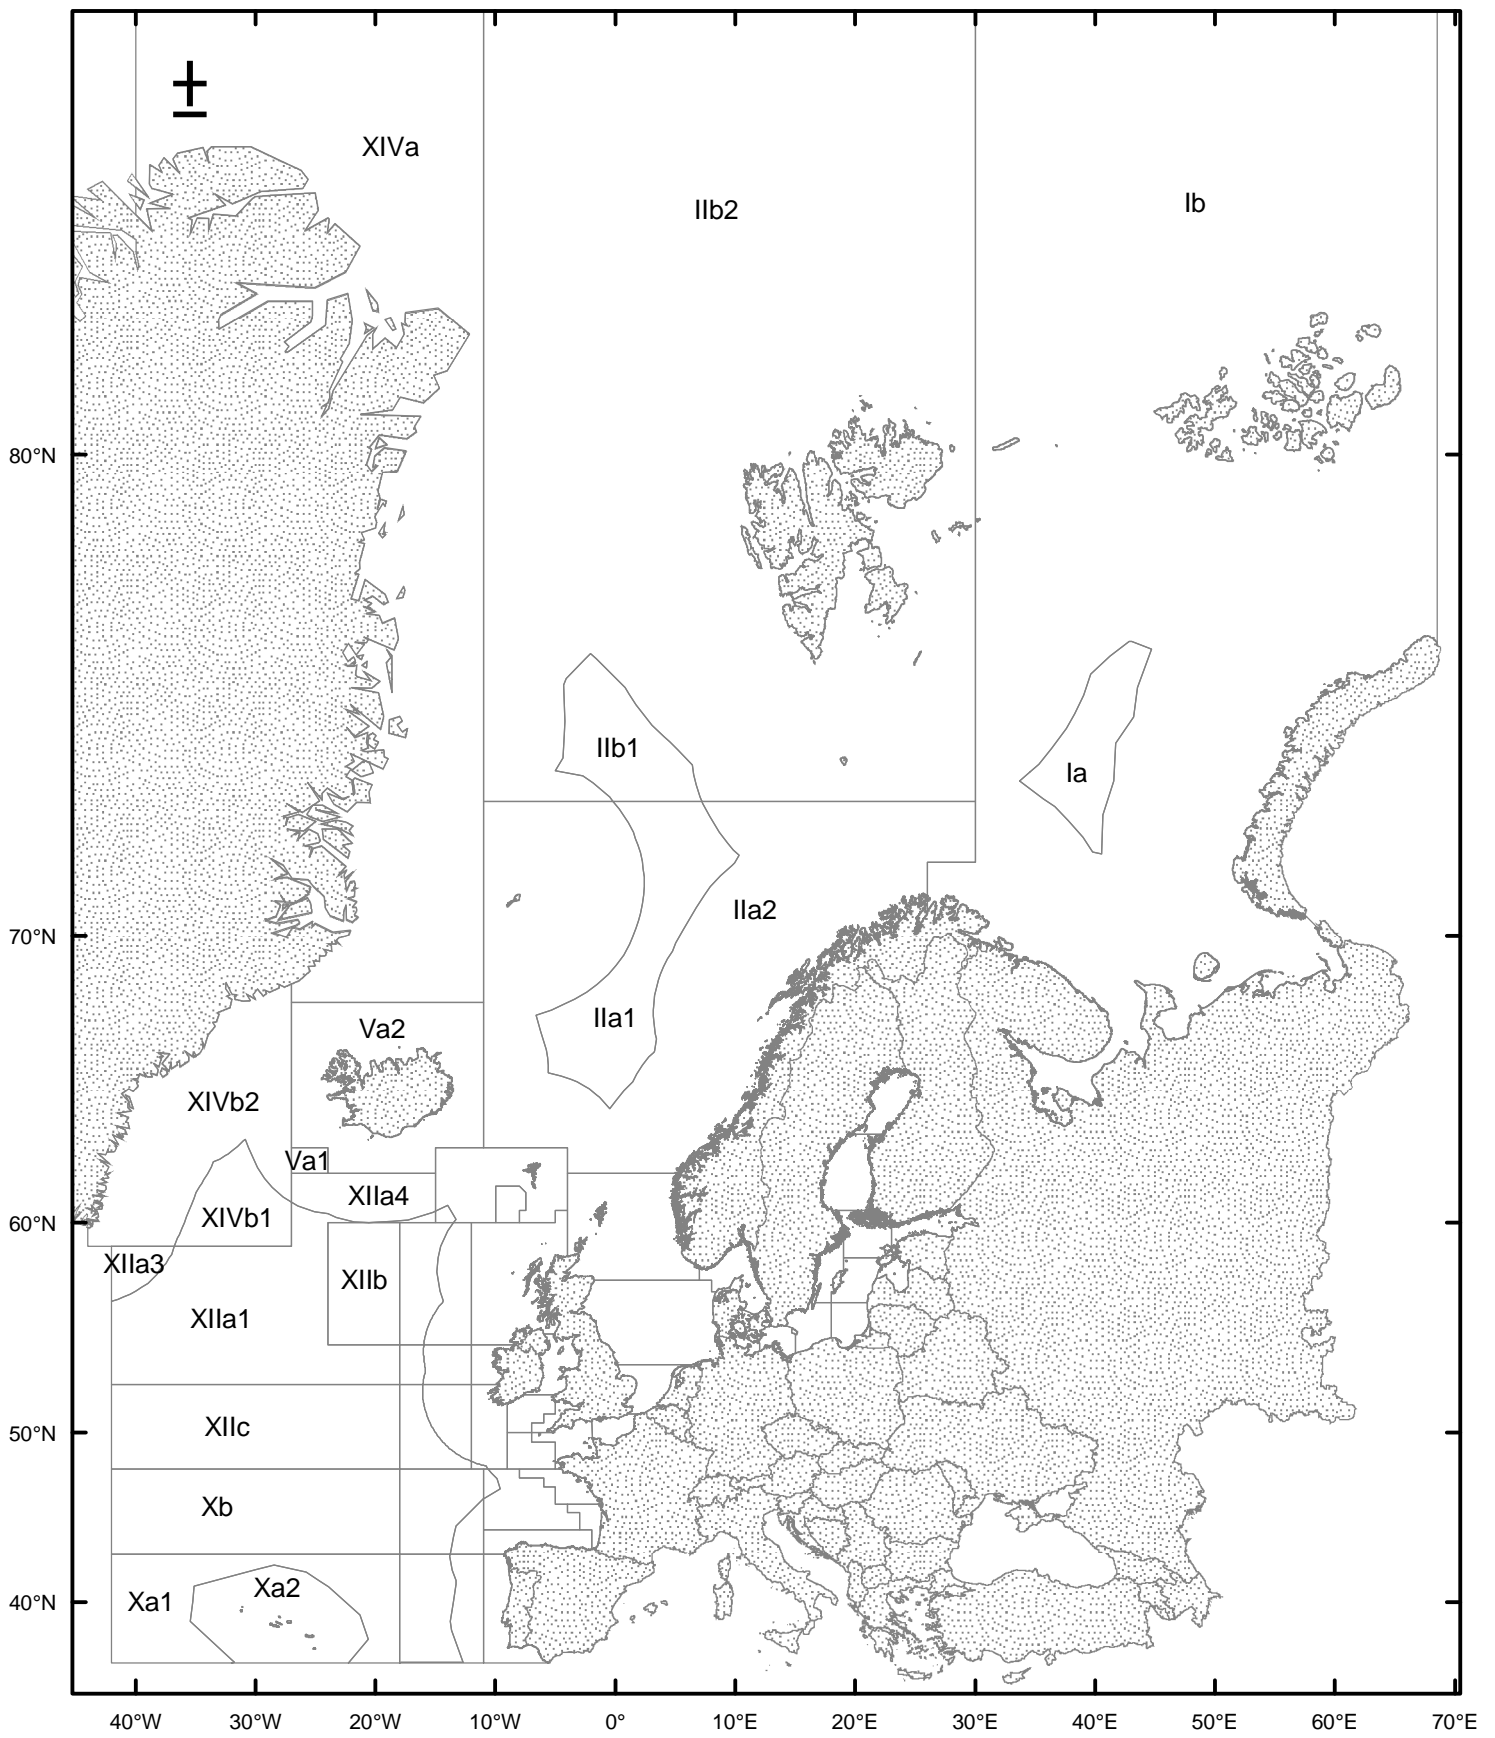 ±
XIVa
IIb2
Ib
80°N
IIb1
Ia
IIa2
70°N
IIa1
Va2
XIVb2
Va1
XIIa4
XIVb1
60°N
XIIa3
XIIb
XIIa1
XIIc
50°N
Xb
Xa2
Xa1
40°N
40°W 30°W 20°W 10°W 0° 10°E 20°E 30°E 40°E 50°E 60°E 70°E